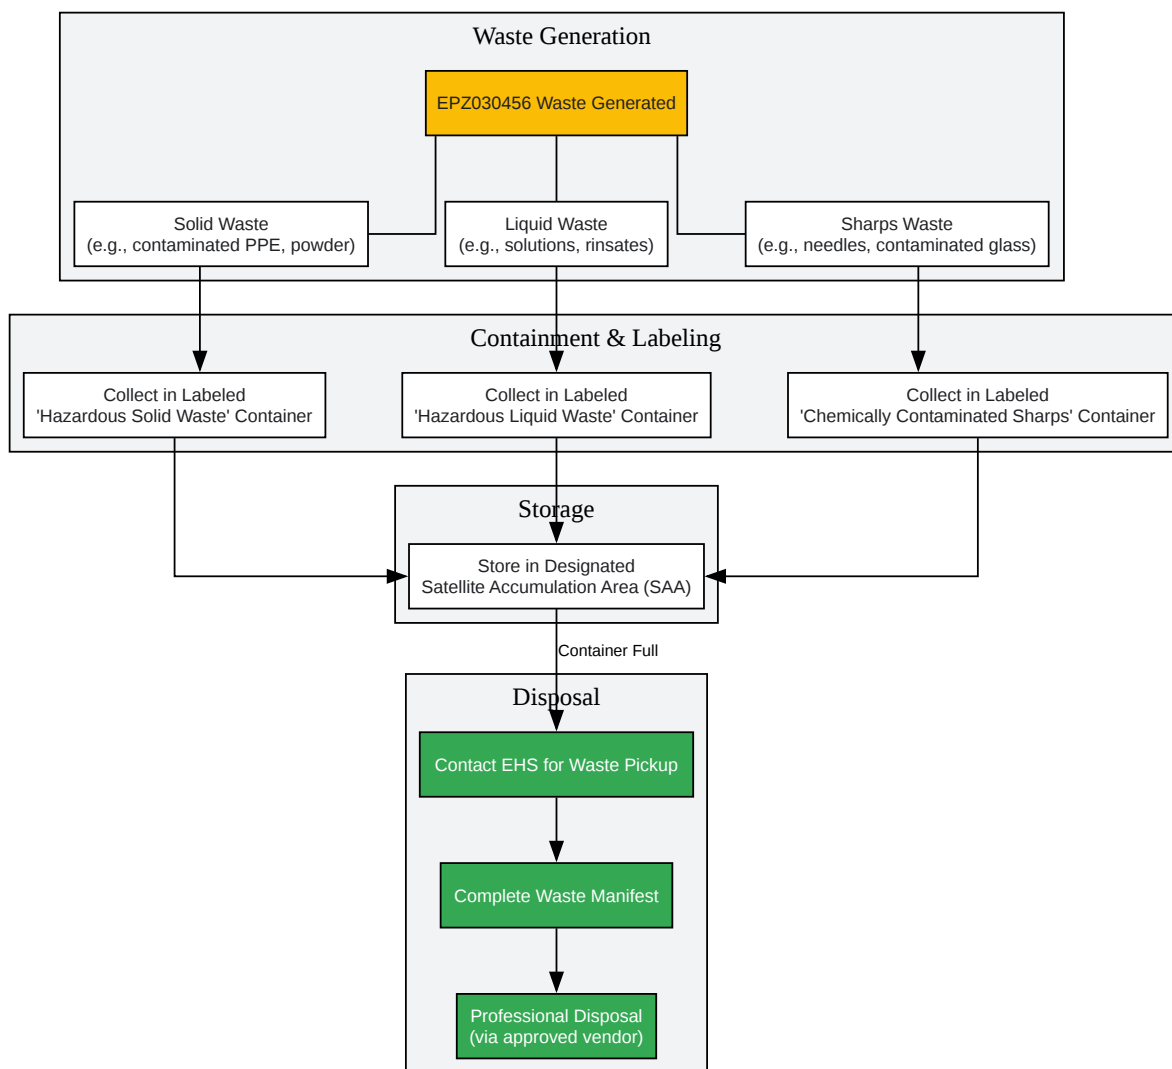 Waste Generation
EPZ030456 Waste Generated
Solid Waste
(e.g., contaminated PPE, powder)
Liquid Waste
(e.g., solutions, rinsates)
Sharps Waste
(e.g., needles, contaminated glass)
Containment & Labeling
Collect in Labeled
'Hazardous Solid Waste' Container
Collect in Labeled
'Hazardous Liquid Waste' Container
Collect in Labeled
'Chemically Contaminated Sharps' Container
Storage
Store in Designated
Satellite Accumulation Area (SAA)
Container Full
Disposal
Contact EHS for Waste Pickup
Complete Waste Manifest
Professional Disposal
(via approved vendor)